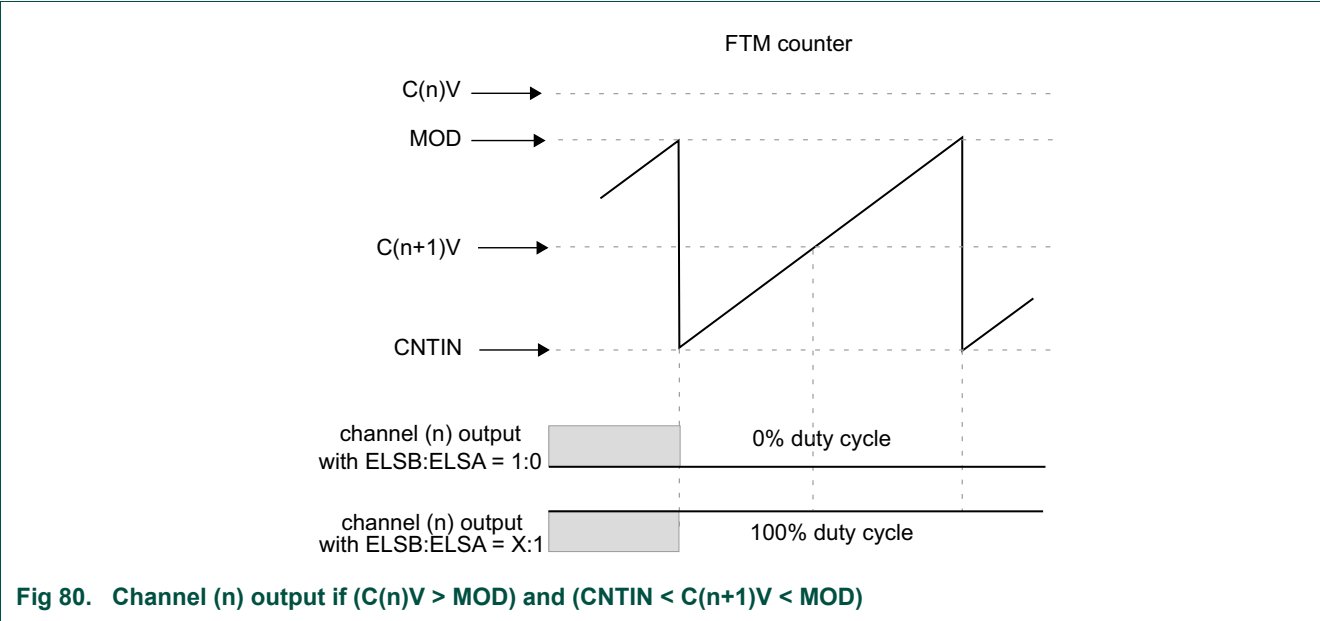 FTM counter
C(n)V
MOD
C(n+1)V
CNTIN
channel (n) output
with ELSB:ELSA = 1:0
0% duty cycle
channel (n) output
with ELSB:ELSA = X:1
100% duty cycle
Fig 80. Channel (n) output if (C(n)V > MOD) and (CNTIN < C(n+1)V < MOD)